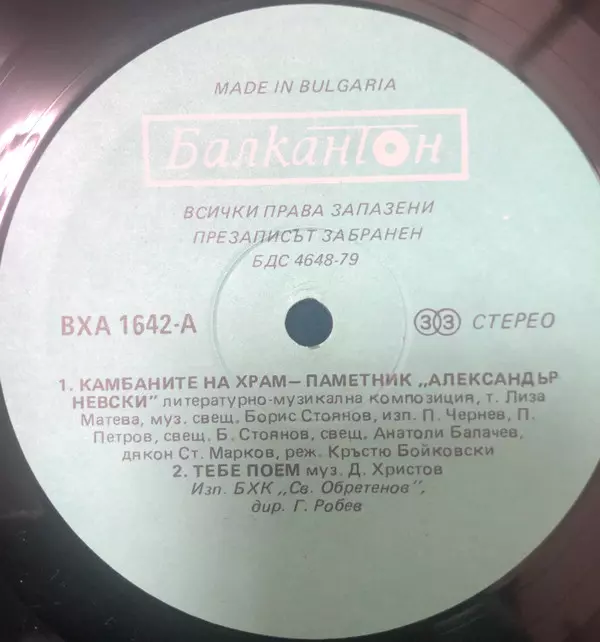 MADE IN BULGARIA
Балкантон
ВСИЧКИ ПРАВА ЗАПАЗЕНИ
ПРЕЗАПИСЪТ ЗАБРАНЕН
БДС 4648-79
ВХА 1642-А
33 СТЕРЕО
1. КАМБАНИТЕ НА ХРАМ — ПАМЕТНИК „АЛЕКСАНДЪР
НЕВСКИ" литературно-музикална композиция, т. Лиза
Матева, муз. свещ. Борис Стоянов, изп. П. Чернев, П.
Петров, свещ. Б. Стоянов, свещ. Анатоли Балачев,
дякон Ст. Марков, реж. Кръстю Бойковски
2. ТЕБЕ ПОЕМ муз. Д. Христов
Изп. БХК „Св. Обретенов",
дир. Г. Робев